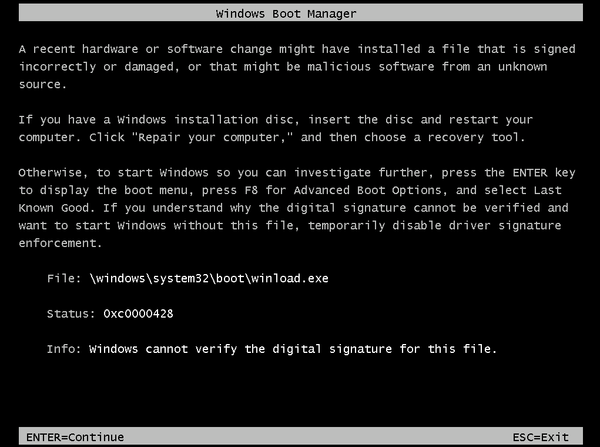 Windows Boot Manager
A recent hardware or software change might have installed a file that is signed
incorrectly or damaged, or that might be malicious software from an unknown
source.
If you have a Windows installation disc, insert the disc and restart your
computer. Click "Repair your computer," and then choose a recovery tool.
Otherwise, to start Windows so you can investigate further, press the ENTER key
to display the boot menu, press F8 for Advanced Boot Options, and select Last
Known Good. If you understand why the digital signature cannot be verified and
want to start Windows without this file, temporarily disable driver signature
enforcement.
File: \windows\system32\boot\winload.exe
Status: 0xc0000428
Info: Windows cannot verify the digital signature for this file.
ENTER=Continue ESC=Exit